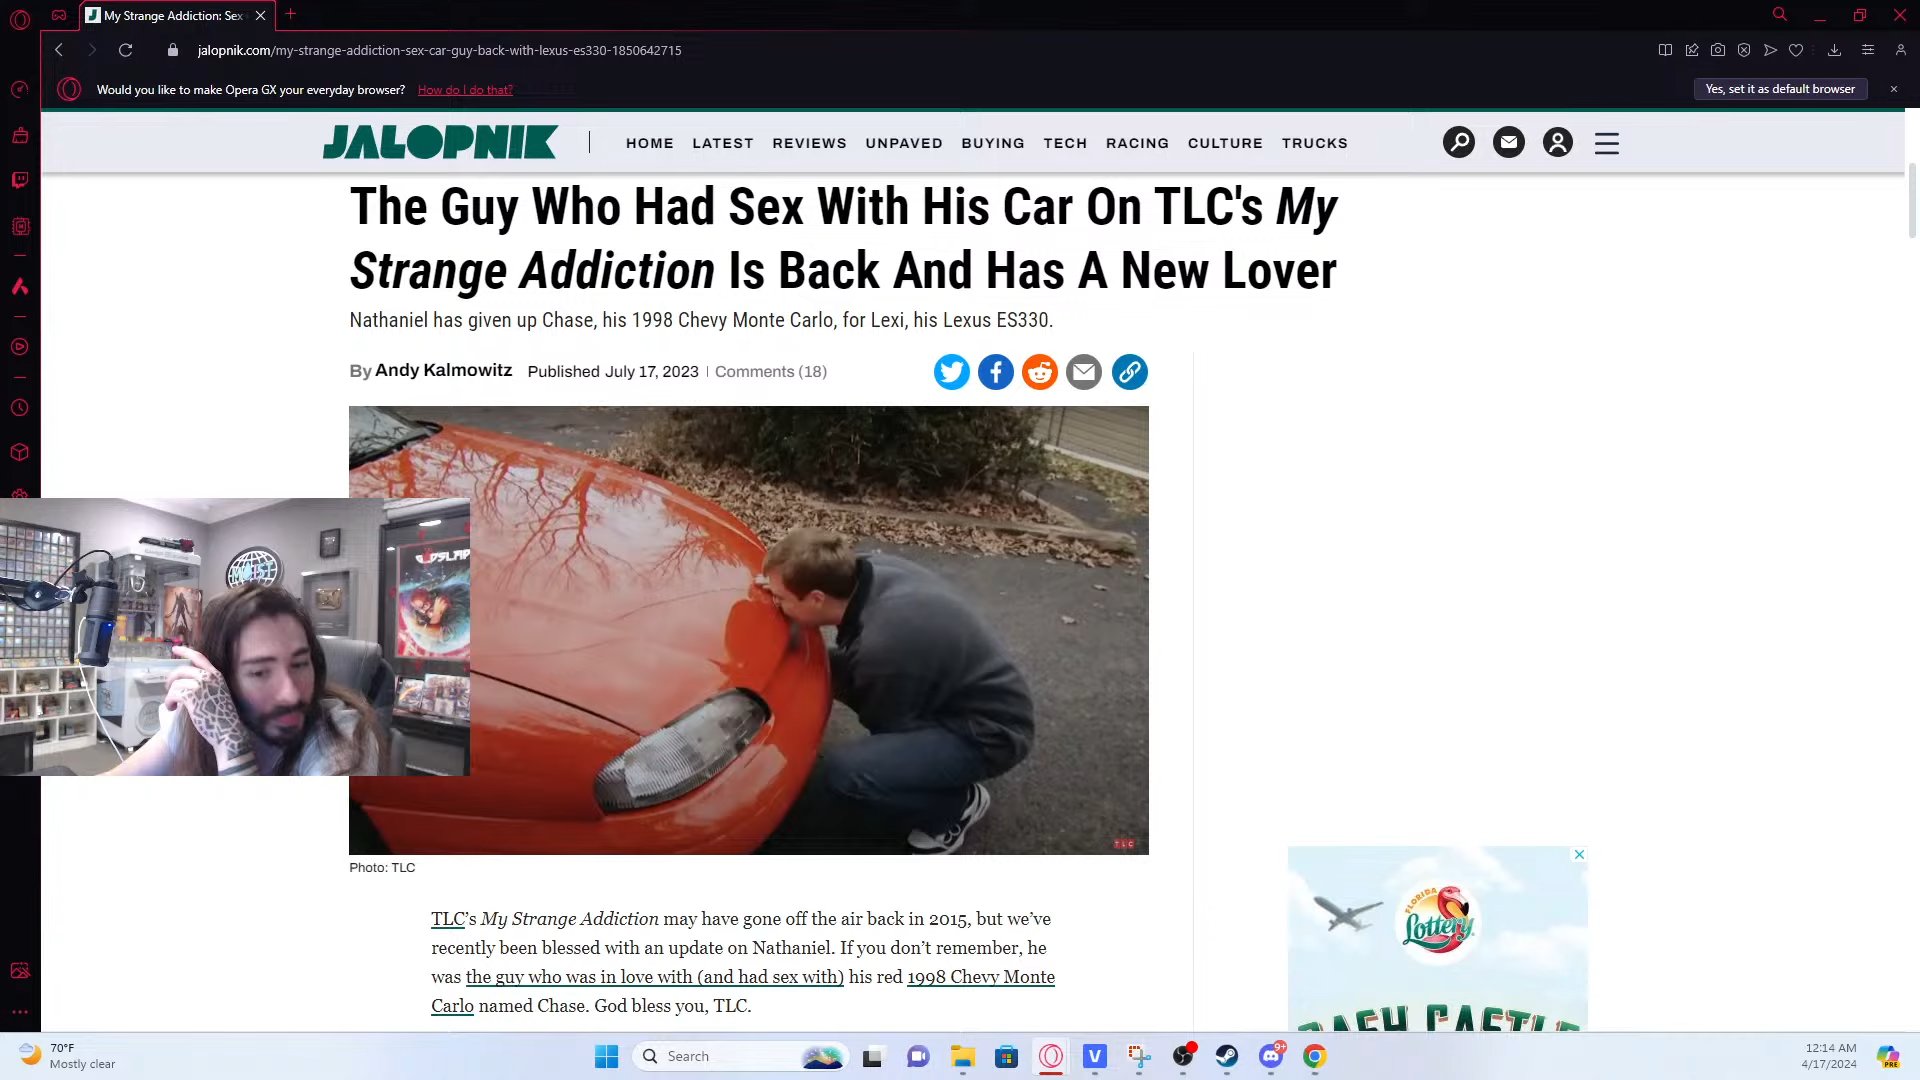 My Strange Addiction: Sex
jalopnik.com/my-strange-addiction-sex-car-guy-back-with-lexus-es330-1850642715
Would you like to make Opera GX your everyday browser? How do I do that?
Yes, set it as default browser
JALOPNIK
HOME LATEST REVIEWS UNPAVED BUYING TECH RACING CULTURE TRUCKS
The Guy Who Had Sex With His Car On TLC's My
Strange Addiction Is Back And Has A New Lover
Nathaniel has given up Chase, his 1998 Chevy Monte Carlo, for Lexi, his Lexus ES330.
By Andy Kalmowitz Published July 17, 2023 Comments (18)
MOIST
GODSLAP
TLC
Photo: TLC
TLC's My Strange Addiction may have gone off the air back in 2015, but we've
recently been blessed with an update on Nathaniel. If you don't remember, he
was the guy who was in love with (and had sex with) his red 1998 Chevy Monte
Carlo named Chase. God bless you, TLC.
FLORIDA
Lottery
CASH CASTLE
70°F
Mostly clear
Search
V
9+
12:14 AM
4/17/2024
PRE